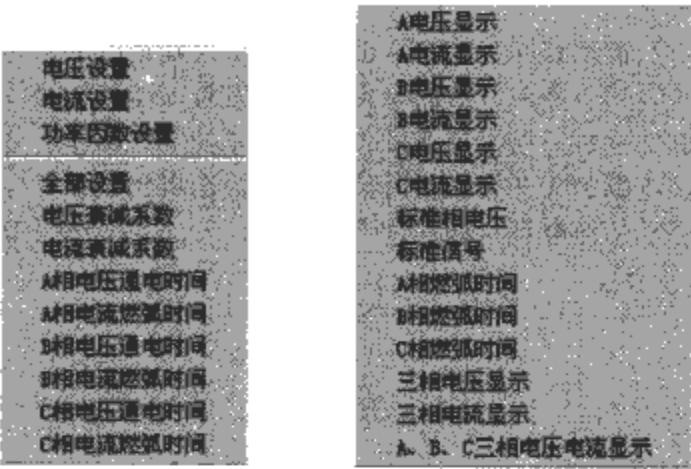 电压设置
电流设置
功率因数设置
全部设置
电压衰减系数
电流衰减系数
A相电压通电时间
A相电流燃弧时间
B相电压通电时间
B相电流燃弧时间
C相电压通电时间
C相电流燃弧时间
A电压显示
A电流显示
B电压显示
B电流显示
C电压显示
C电流显示
标准相电压
标准信号
A相燃弧时间
B相燃弧时间
C相燃弧时间
三相电压显示
三相电流显示
A、B、C三相电压电流显示